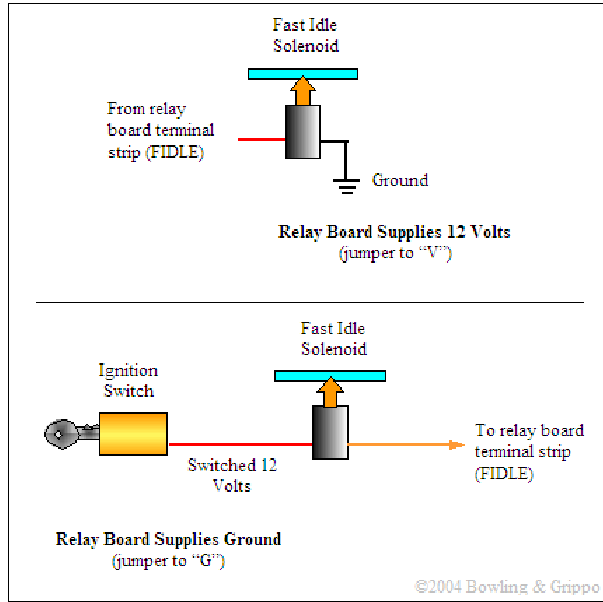 Fast Idle
Solenoid
From relay
board terminal
strip (FIDLE)
Ground
Relay Board Supplies 12 Volts
(jumper to “V”)
Fast Idle
Solenoid
Ignition
Switch
To relay board
terminal strip
(FIDLE)
Switched 12
Volts
Relay Board Supplies Ground
(jumper to “G”)
©2004 Bowling & Grippo